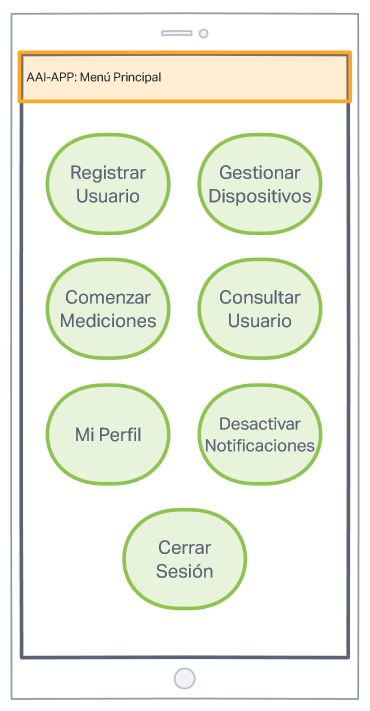 AAI-APP: Menú Principal
Registrar
Usuario
Gestionar
Dispositivos
Comenzar
Mediciones
Consultar
Usuario
Mi Perfil
Desactivar
Notificaciones
Cerrar
Sesión